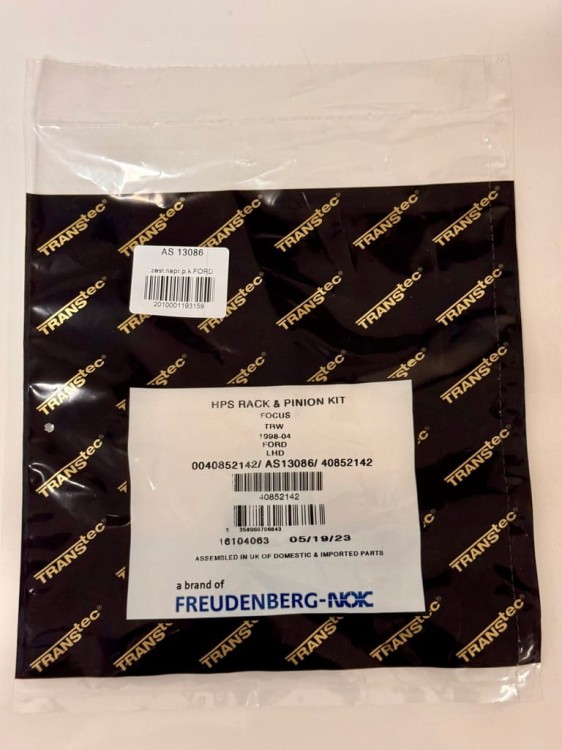 TRANSTEC®
AS 13086
zest.napr.p.k.FORD
2010001193159
HPS RACK & PINION KIT
FOCUS
TRW
1998-04
FORD
LHD
0040852142/ AS13086/ 40852142
40852142
16104063 05/19/23
ASSEMBLED IN UK OF DOMESTIC & IMPORTED PARTS
a brand of
FREUDENBERG-NOK